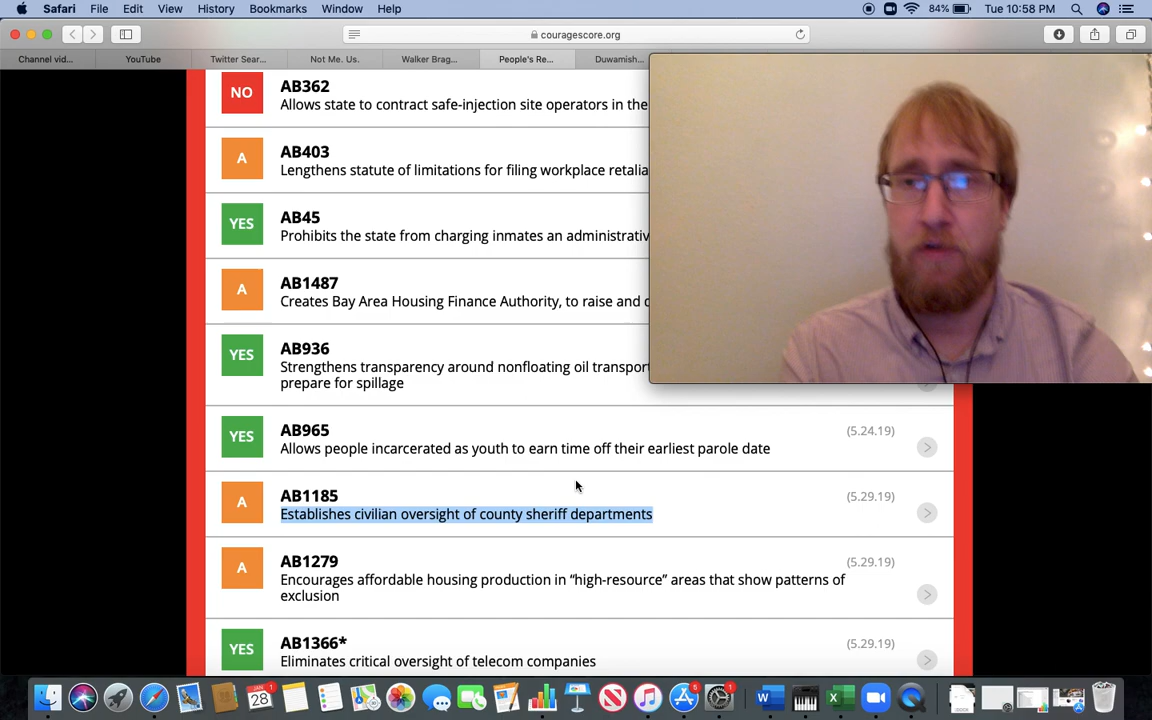 Safari File Edit View History Bookmarks Window Help 84% Tue 10:58 PM
couragescore.org
Channel vid... YouTube Twitter Sear... Not Me. Us. Walker Brag... People's Re... Duwamish...
NO AB362
Allows state to contract safe-injection site operators in the
A AB403
Lengthens statute of limitations for filing workplace retalia
YES AB45
Prohibits the state from charging inmates an administrativ
A AB1487
Creates Bay Area Housing Finance Authority, to raise and
YES AB936
Strengthens transparency around nonfloating oil transport
prepare for spillage
YES AB965 (5.24.19)
Allows people incarcerated as youth to earn time off their earliest parole date
A AB1185 (5.29.19)
Establishes civilian oversight of county sheriff departments
A AB1279 (5.29.19)
Encourages affordable housing production in “high-resource” areas that show patterns of
exclusion
YES AB1366* (5.29.19)
Eliminates critical oversight of telecom companies
JAN 28 1 6 1